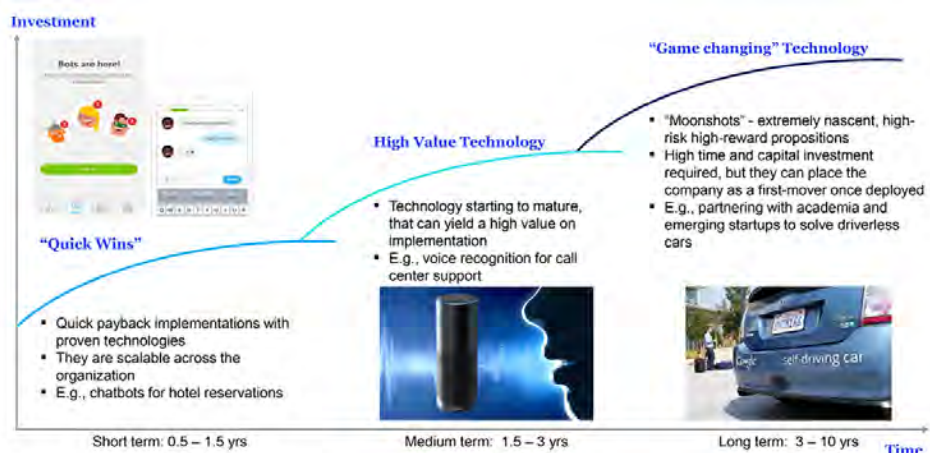 Investment
"Game changing" Technology
Bots are here!
"Moonshots" - extremely nascent, high-
risk high-reward propositions
High time and capital investment
required, but they can place the
company as a first-mover once deployed
E.g., partnering with academia and
emerging startups to solve driverless
cars
High Value Technology
Technology starting to mature,
that can yield a high value on
implementation
E.g., voice recognition for call
center support
"Quick Wins"
Quick payback implementations with
proven technologies
They are scalable across the
organization
E.g., chatbots for hotel reservations
Google
self-driving car
Short term: 0.5 – 1.5 yrs
Medium term: 1.5 – 3 yrs
Long term: 3 – 10 yrs
Time